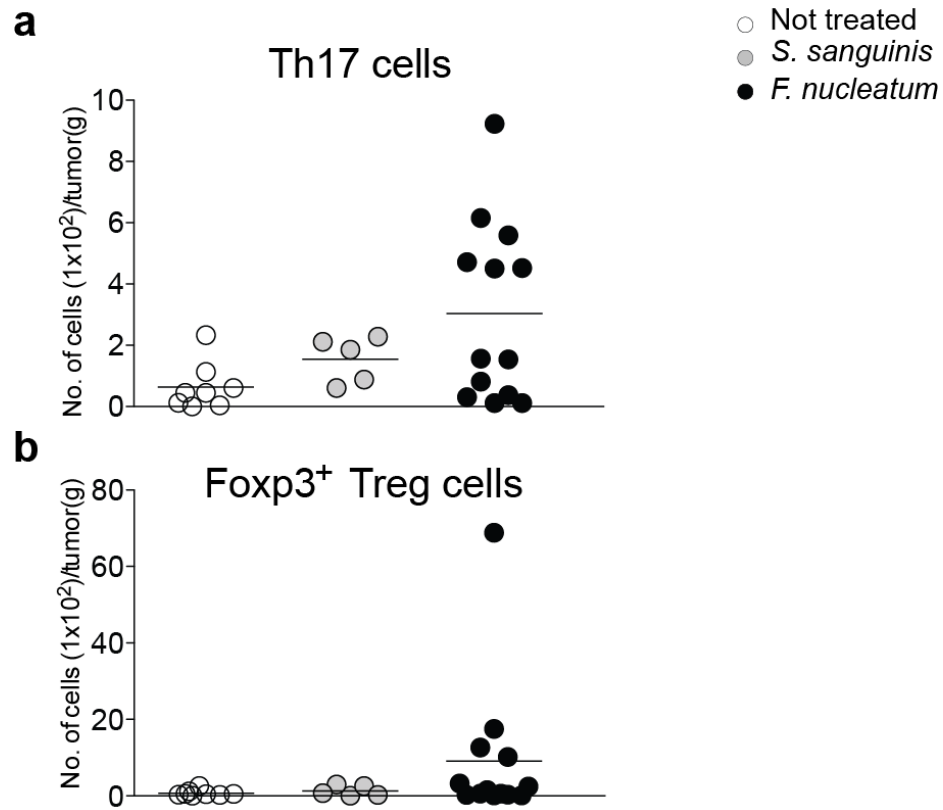 a
Not treated
S. sanguinis
F. nucleatum
Th17 cells
No. of cells (1x10²)/tumor(g)
10
8
6
4
2
0
b
Foxp3⁺ Treg cells
No. of cells (1x10²)/tumor(g)
80
60
40
20
0